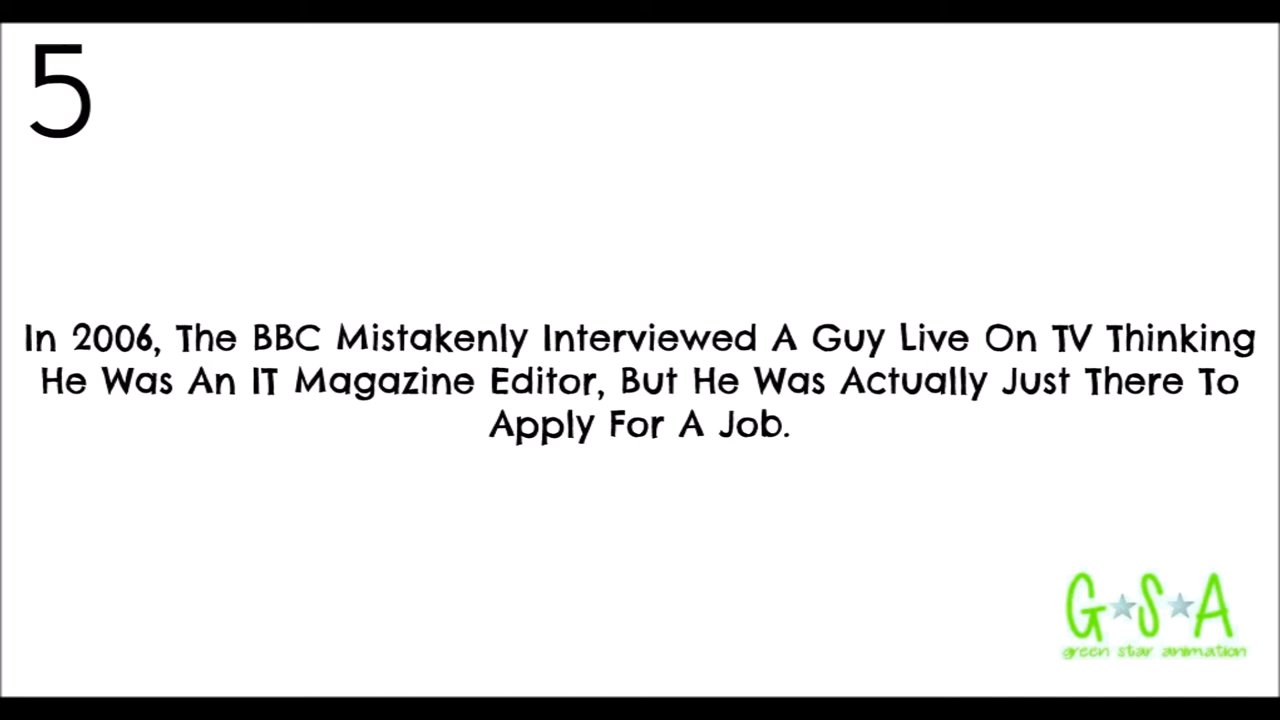 5
In 2006, The BBC Mistakenly Interviewed A Guy Live On TV Thinking
He Was An IT Magazine Editor, But He Was Actually Just There To
Apply For A Job.
G★S★A
green star animation